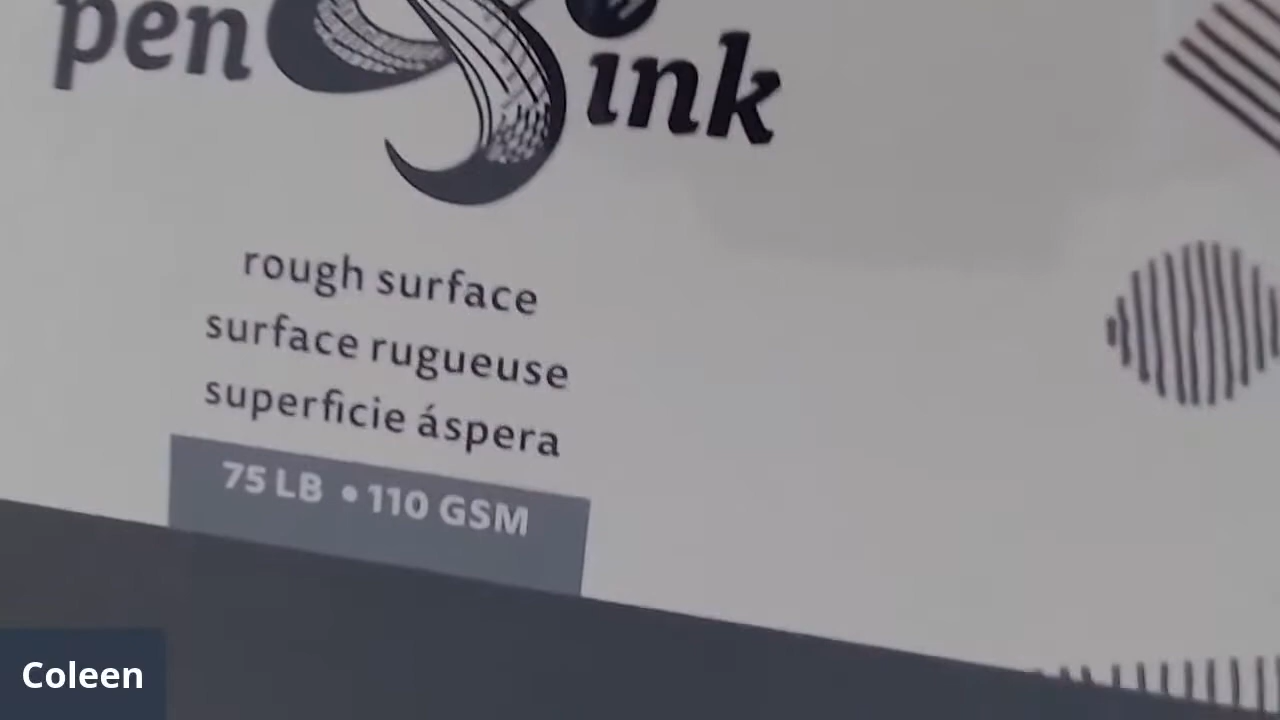 pen & ink
rough surface
surface rugueuse
superficie áspera
75 LB • 110 GSM
Coleen